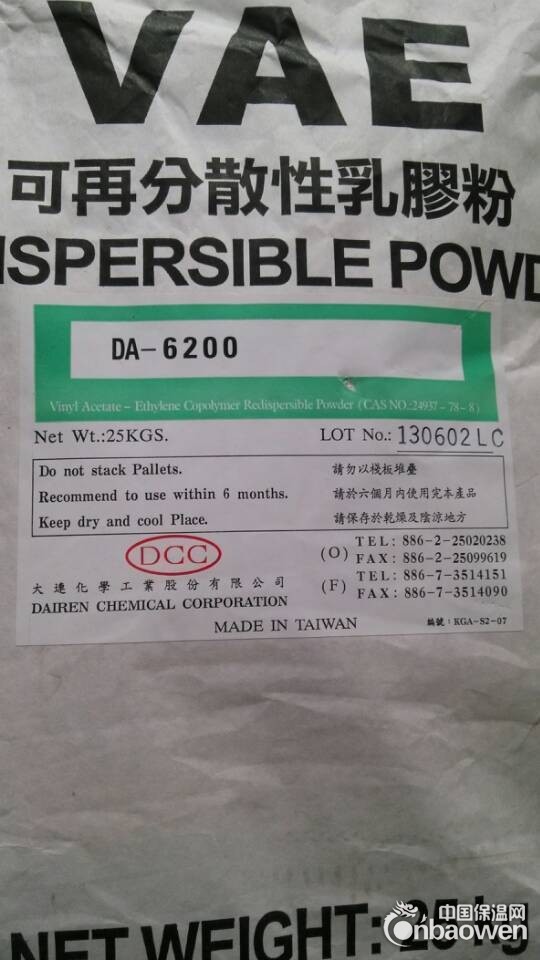 VAE
可再分散性乳膠粉
ISPERSIBLE POWD
DA-6200
Vinyl Acetate - Ethylene Copolymer Redispersible Powder (CAS NO.:24937-78-8)
Net Wt.:25KGS.
LOT No.: 130602LC
Do not stack Pallets.
請勿以棧板堆疊
Recommend to use within 6 months.
請於六個月內使用完本產品
Keep dry and cool Place.
請保存於乾燥及陰涼地方
DCC
大連化學工業股份有限公司
DAIREN CHEMICAL CORPORATION
(O) TEL: 886-2-25020238
FAX: 886-2-25099619
(F) TEL: 886-7-3514151
FAX: 886-7-3514090
MADE IN TAIWAN
編號:KGA-S2-07
NET WEIGHT: 25 kg
中国保温网
Cnbaowen